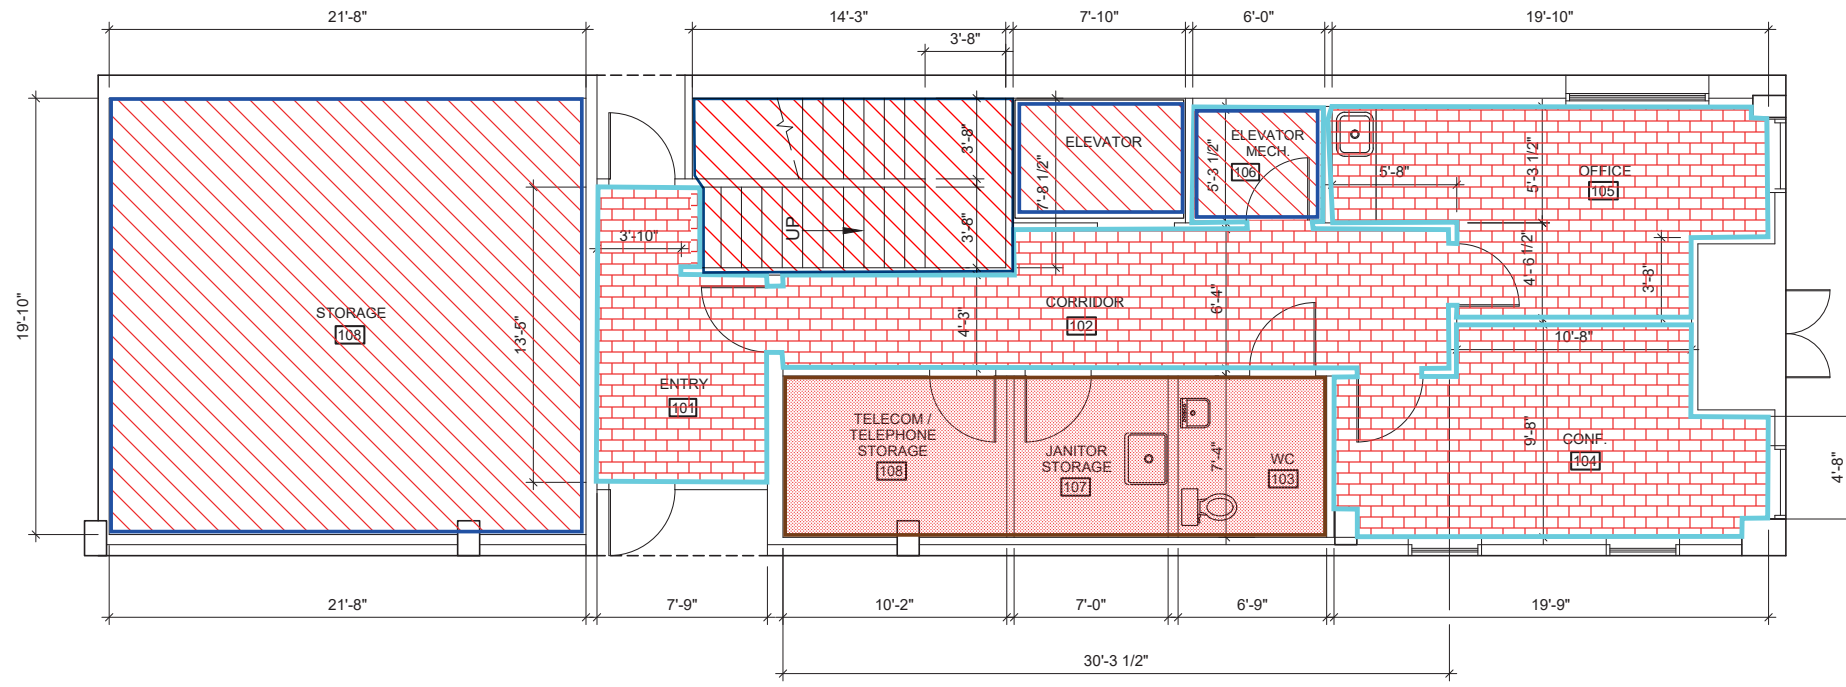 21'-8"
14'-3"
7'-10"
6'-0"
19'-10"
3'-8"
19'-10"
STORAGE
108
13'-5"
3'-10"
ENTRY
101
UP
3'-8"
3'-8"
7'-8 1/2"
ELEVATOR
ELEVATOR
MECH.
106
5'-3 1/2"
5'-8"
5'-3 1/2"
OFFICE
105
4'-6 1/2"
3'-8"
CORRIDOR
102
4'-3"
6'-4"
10'-8"
TELECOM /
TELEPHONE
STORAGE
108
JANITOR
STORAGE
107
7'-4"
WC
103
9'-8"
CONF.
104
4'-8"
21'-8"
7'-9"
10'-2"
7'-0"
6'-9"
19'-9"
30'-3 1/2"